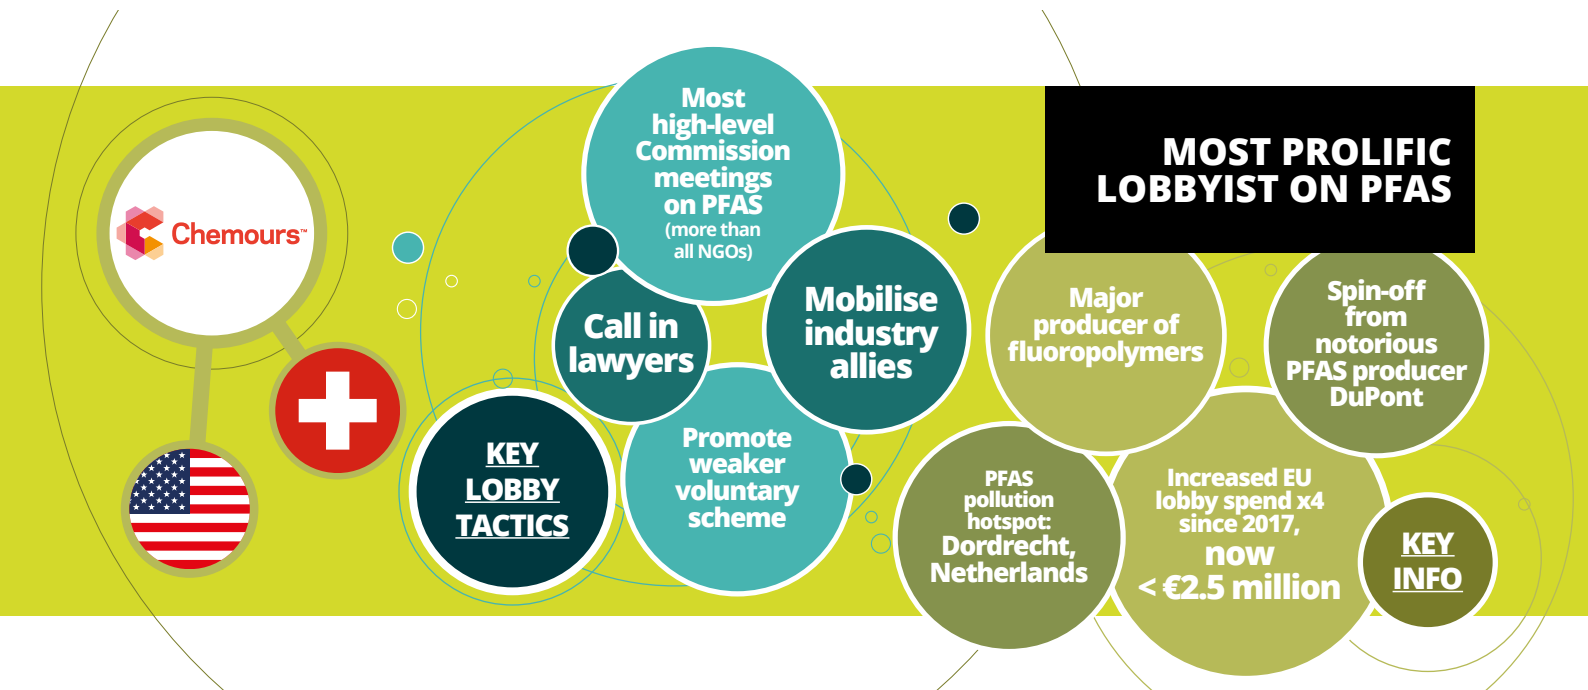 Chemours™
KEY
LOBBY
TACTICS
Most
high-level
Commission
meetings
on PFAS
(more than
all NGOs)
Call in
lawyers
Mobilise
industry
allies
Promote
weaker
voluntary
scheme
MOST PROLIFIC
LOBBYIST ON PFAS
Major
producer of
fluoropolymers
Spin-off
from
notorious
PFAS producer
DuPont
PFAS
pollution
hotspot:
Dordrecht,
Netherlands
Increased EU
lobby spend x4
since 2017,
now
< €2.5 million
KEY
INFO